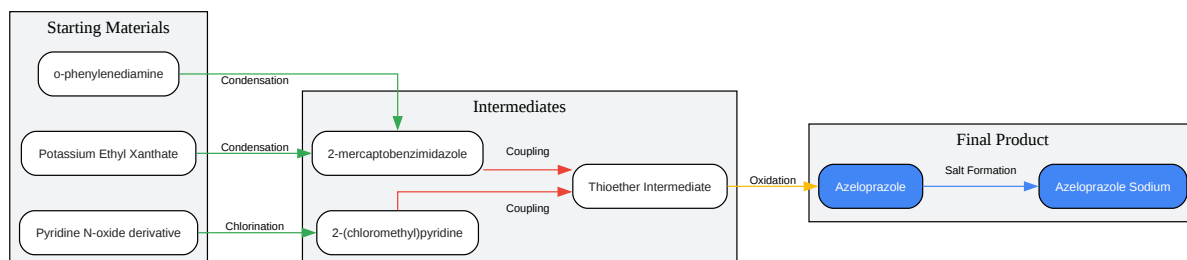 Starting Materials
o-phenylenediamine
Condensation
Intermediates
Final Product
Potassium Ethyl Xanthate
Condensation
2-mercaptobenzimidazole
Coupling
Thioether Intermediate
Oxidation
Azeloprazole
Salt Formation
Azeloprazole Sodium
Coupling
Pyridine N-oxide derivative
Chlorination
2-(chloromethyl)pyridine